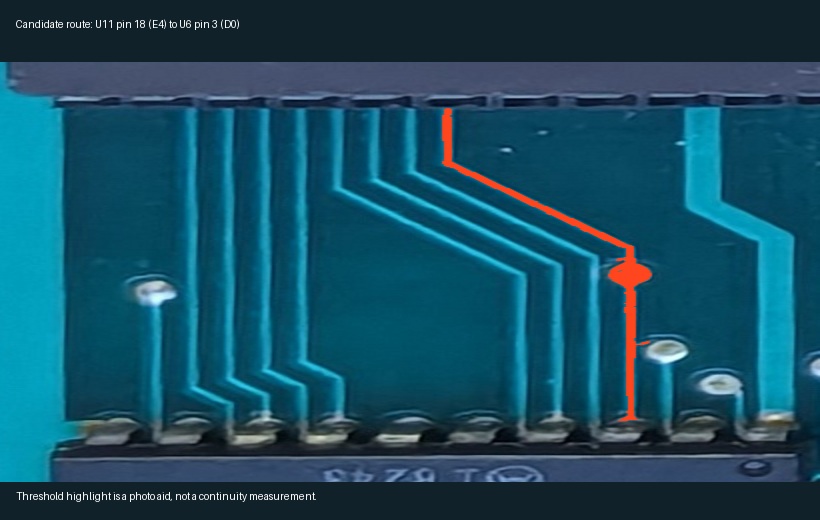 Candidate route: U11 pin 18 (E4) to U6 pin 3 (D0)
Threshold highlight is a photo aid, not a continuity measurement.